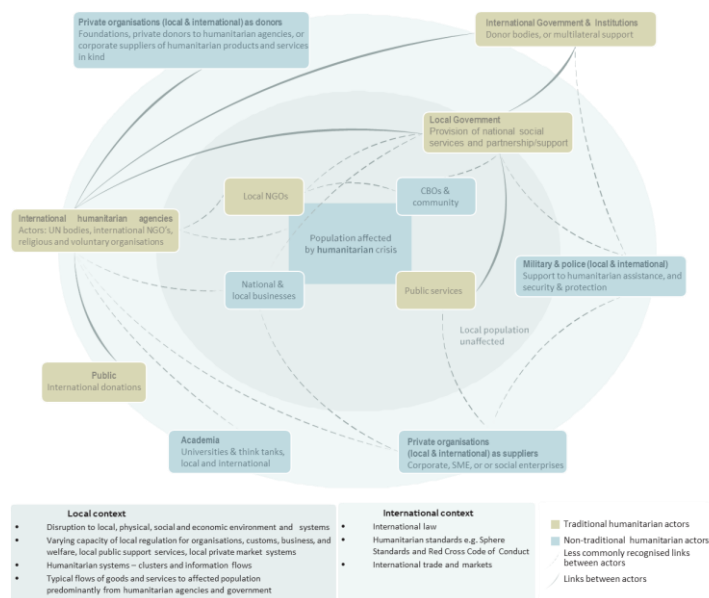 Private organisations (local & international) as donors
Foundations, private donors to humanitarian agencies, or
corporate suppliers of humanitarian products and services
in kind
International Government & Institutions
Donor bodies, or multilateral support
Local Government
Provision of national social
services and partnership/support
Local NGOs
CBOs &
community
International humanitarian agencies
Actors: UN bodies, international NGO's,
religious and voluntary organisations
Population affected
by humanitarian crisis
Military & police (local & international)
Support to humanitarian assistance, and
security & protection
National &
local businesses
Public services
Local population
unaffected
Public
International donations
Academia
Universities & think tanks,
local and international
Private organisations
(local & international) as suppliers
Corporate, SME, or or social enterprises
Local context
• Disruption to local, physical, social and economic environment and systems
• Varying capacity of local regulation for organisations, customs, business, and
welfare, local public support services, local private market systems
• Humanitarian systems – clusters and information flows
• Typical flows of goods and services to affected population
predominantly from humanitarian agencies and government
International context
• International law
• Humanitarian standards e.g. Sphere
Standards and Red Cross Code of Conduct
• International trade and markets
Traditional humanitarian actors
Non-traditional humanitarian actors
Less commonly recognised links
between actors
Links between actors